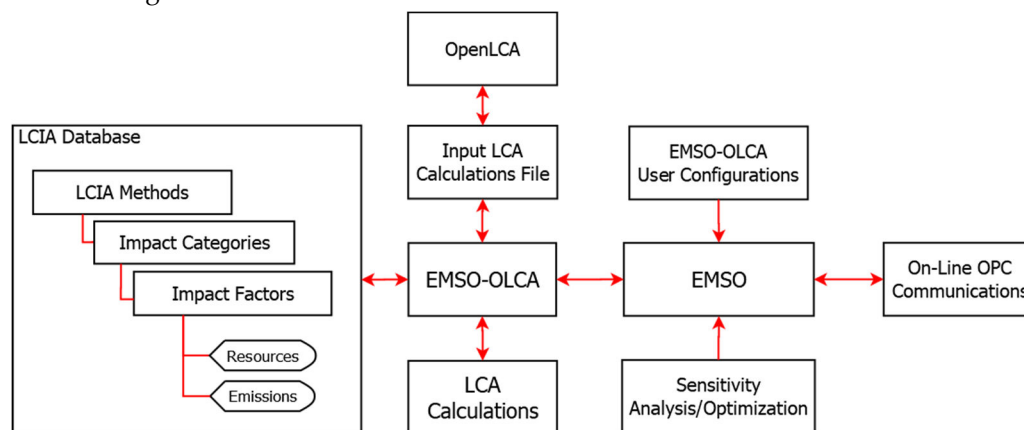 OpenLCA
LCIA Database
Input LCA
Calculations File
EMSO-OLCA
User Configurations
LCIA Methods
Impact Categories
Impact Factors
EMSO-OLCA
EMSO
On-Line OPC
Communications
Resources
Emissions
LCA
Calculations
Sensitivity
Analysis/Optimization